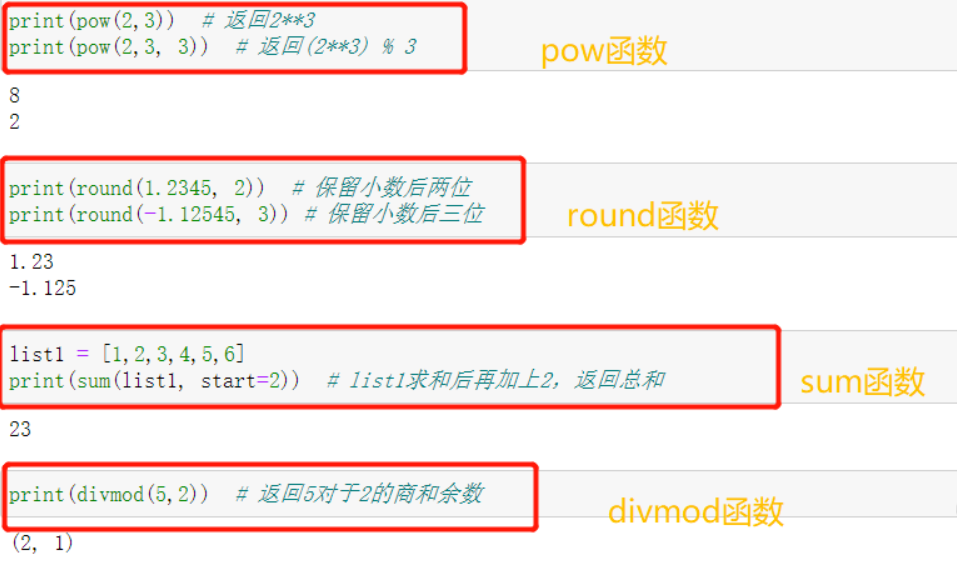 print(pow(2,3))  # 返回2**3
print(pow(2,3, 3))  # 返回(2**3) % 3
pow函数
8
2
print(round(1.2345, 2))  # 保留小数后两位
print(round(-1.12545, 3)) # 保留小数后三位
round函数
1.23
-1.125
list1 = [1,2,3,4,5,6]
print(sum(list1, start=2))  # list1求和后再加上2，返回总和
sum函数
23
print(divmod(5,2))  # 返回5对于2的商和余数
divmod函数
(2, 1)